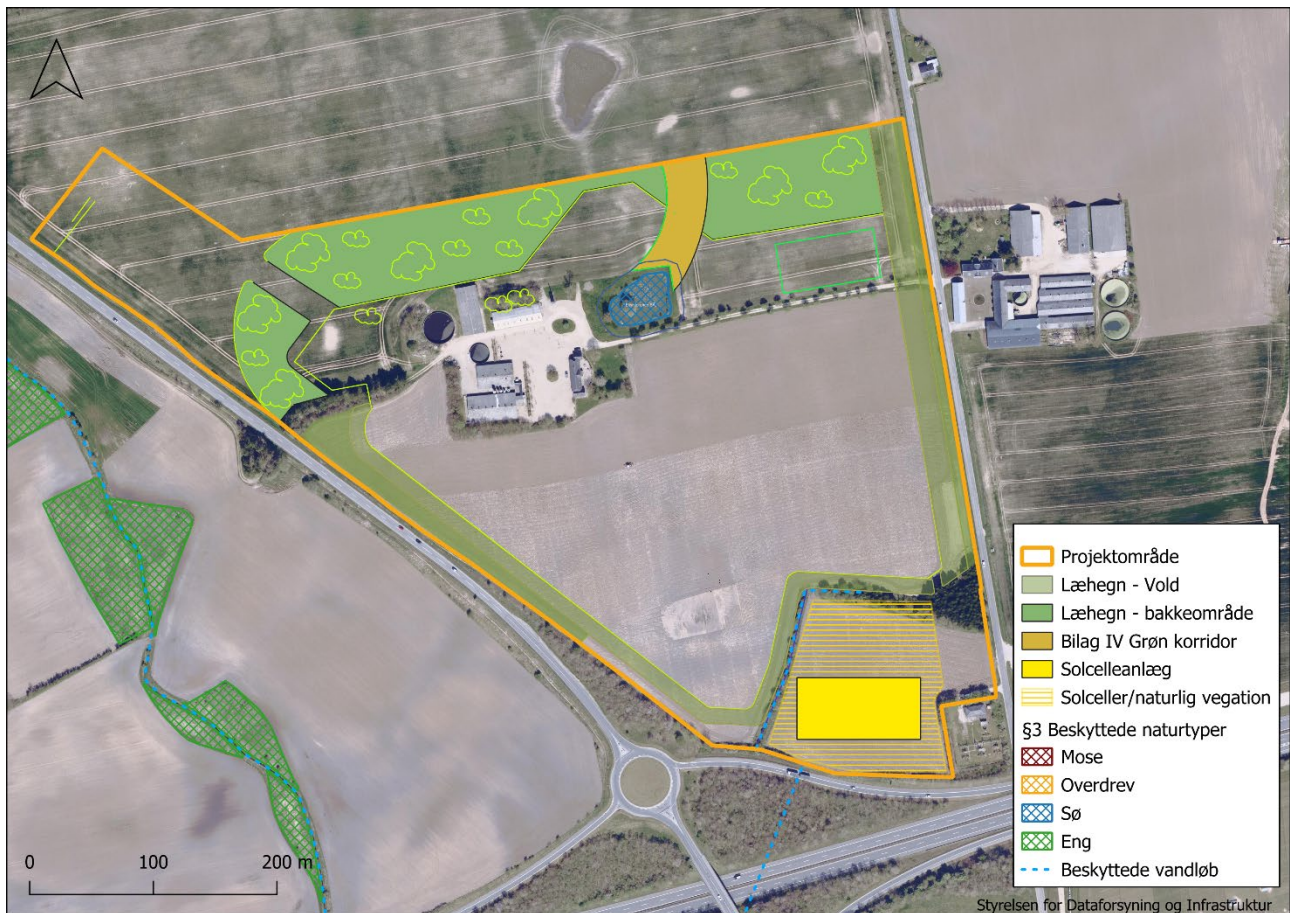 Projektområde
Læhegn - Vold
Læhegn - bakkeområde
Bilag IV Grøn korridor
Solcelleanlæg
Solceller/naturlig vegation
§3 Beskyttede naturtyper
Mose
Overdrev
Sø
Eng
Beskyttede vandløb
0 100 200 m
Styrelsen for Dataforsyning og Infrastruktur